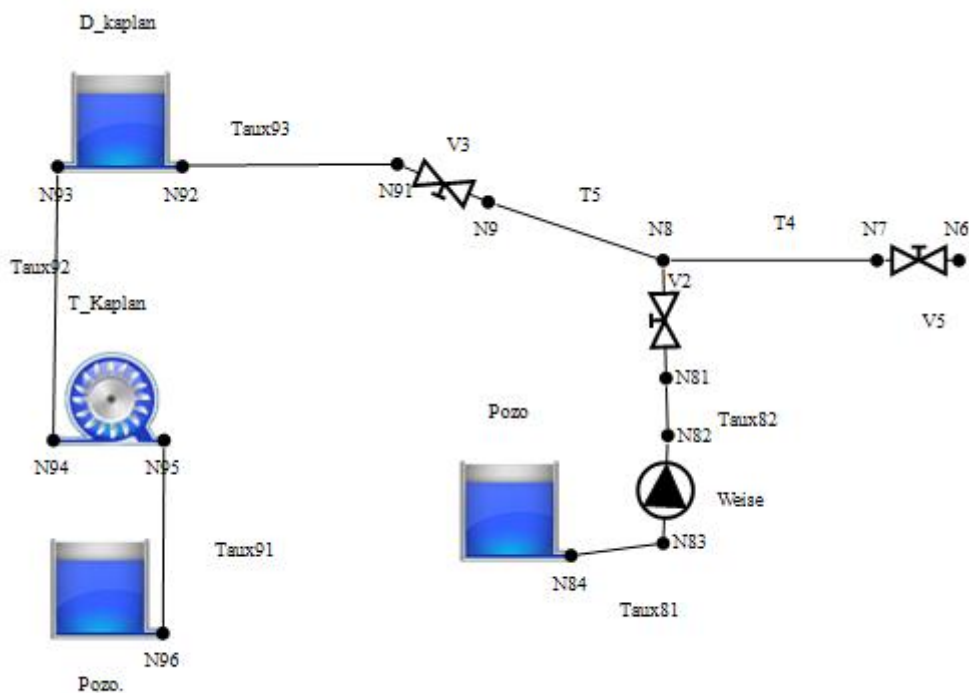 D_kaplan
Taux93
V3
N93
N92
N91
N9
T5
N8
T4
N7
N6
Taux92
V2
V5
T_Kaplan
N81
Pozo
Taux82
N82
N94
N95
Weise
N83
Taux91
N84
Taux81
N96
Pozo.